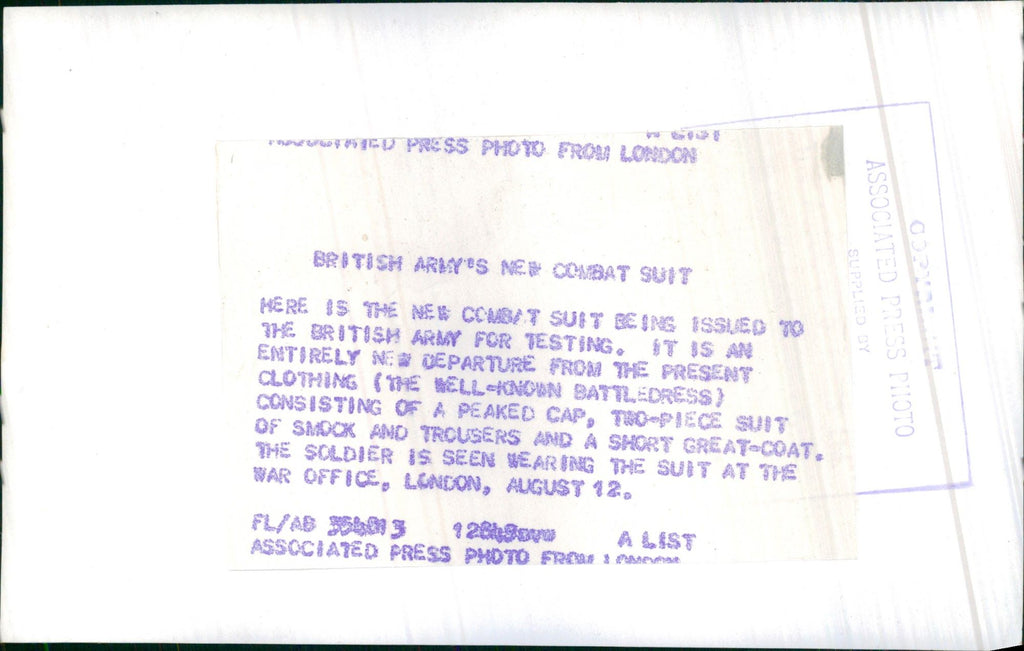 A LIST
ASSOCIATED PRESS PHOTO FROM LONDON
BRITISH ARMY'S NEW COMBAT SUIT
HERE IS THE NEW COMBAT SUIT BEING ISSUED TO
THE BRITISH ARMY FOR TESTING. IT IS AN
ENTIRELY NEW DEPARTURE FROM THE PRESENT
CLOTHING (THE WELL-KNOWN BATTLEDRESS)
CONSISTING OF A PEAKED CAP, TWO-PIECE SUIT
OF SMOCK AND TROUSERS AND A SHORT GREAT-COAT.
THE SOLDIER IS SEEN WEARING THE SUIT AT THE
WAR OFFICE, LONDON, AUGUST 12.
FL/AB A LIST
ASSOCIATED PRESS PHOTO FROM LONDON
ASSOCIATED PRESS PHOTO
SUPPLIED BY